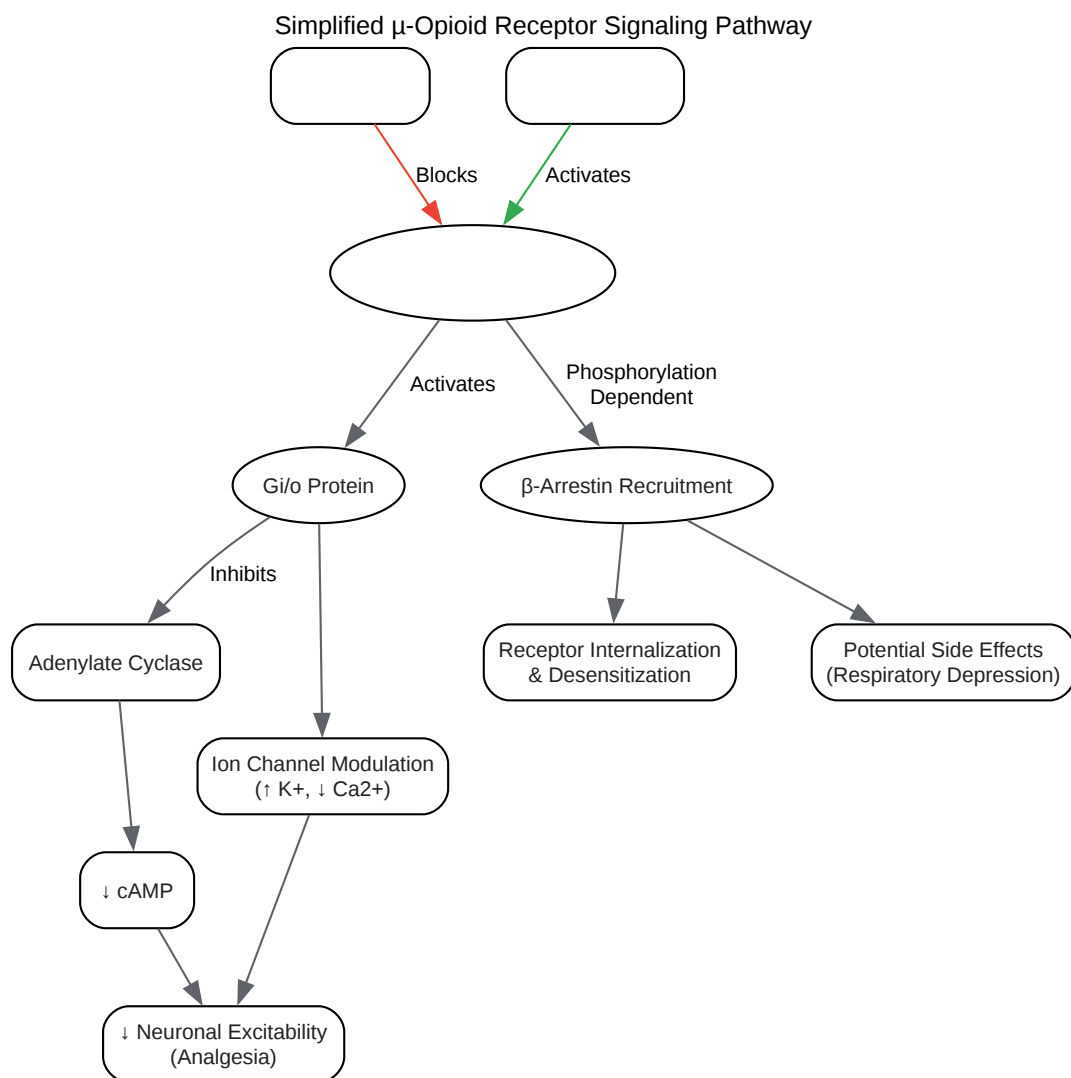 Simplified µ-Opioid Receptor Signaling Pathway
Blocks
Activates
Activates
Phosphorylation
Dependent
Gi/o Protein
β-Arrestin Recruitment
Inhibits
Adenylate Cyclase
Receptor Internalization
& Desensitization
Potential Side Effects
(Respiratory Depression)
Ion Channel Modulation
(↑ K+, ↓ Ca2+)
↓ cAMP
↓ Neuronal Excitability
(Analgesia)